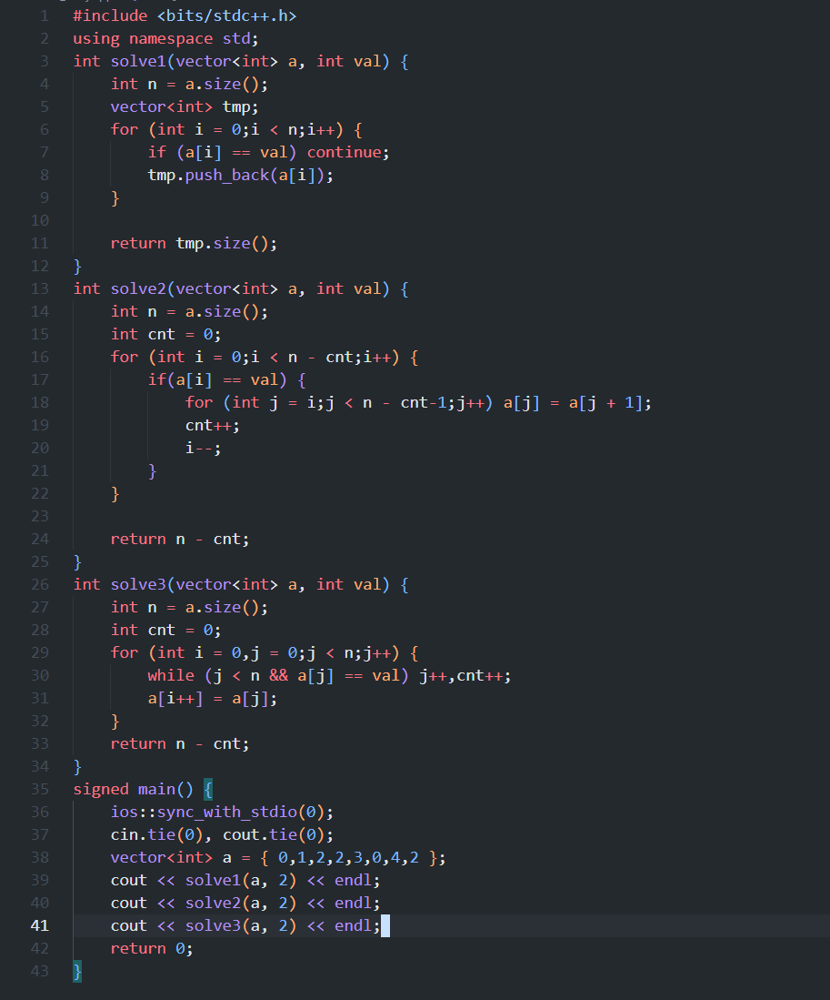 1 #include <bits/stdc++.h>
2 using namespace std;
3 int solve1(vector<int> a, int val) {
4     int n = a.size();
5     vector<int> tmp;
6     for (int i = 0;i < n;i++) {
7         if (a[i] == val) continue;
8         tmp.push_back(a[i]);
9     }
10
11     return tmp.size();
12 }
13 int solve2(vector<int> a, int val) {
14     int n = a.size();
15     int cnt = 0;
16     for (int i = 0;i < n - cnt;i++) {
17         if(a[i] == val) {
18             for (int j = i;j < n - cnt-1;j++) a[j] = a[j + 1];
19             cnt++;
20             i--;
21         }
22     }
23
24     return n - cnt;
25 }
26 int solve3(vector<int> a, int val) {
27     int n = a.size();
28     int cnt = 0;
29     for (int i = 0,j = 0;j < n;j++) {
30         while (j < n && a[j] == val) j++,cnt++;
31         a[i++] = a[j];
32     }
33     return n - cnt;
34 }
35 signed main() {
36     ios::sync_with_stdio(0);
37     cin.tie(0), cout.tie(0);
38     vector<int> a = { 0,1,2,2,3,0,4,2 };
39     cout << solve1(a, 2) << endl;
40     cout << solve2(a, 2) << endl;
41     cout << solve3(a, 2) << endl;
42     return 0;
43 }